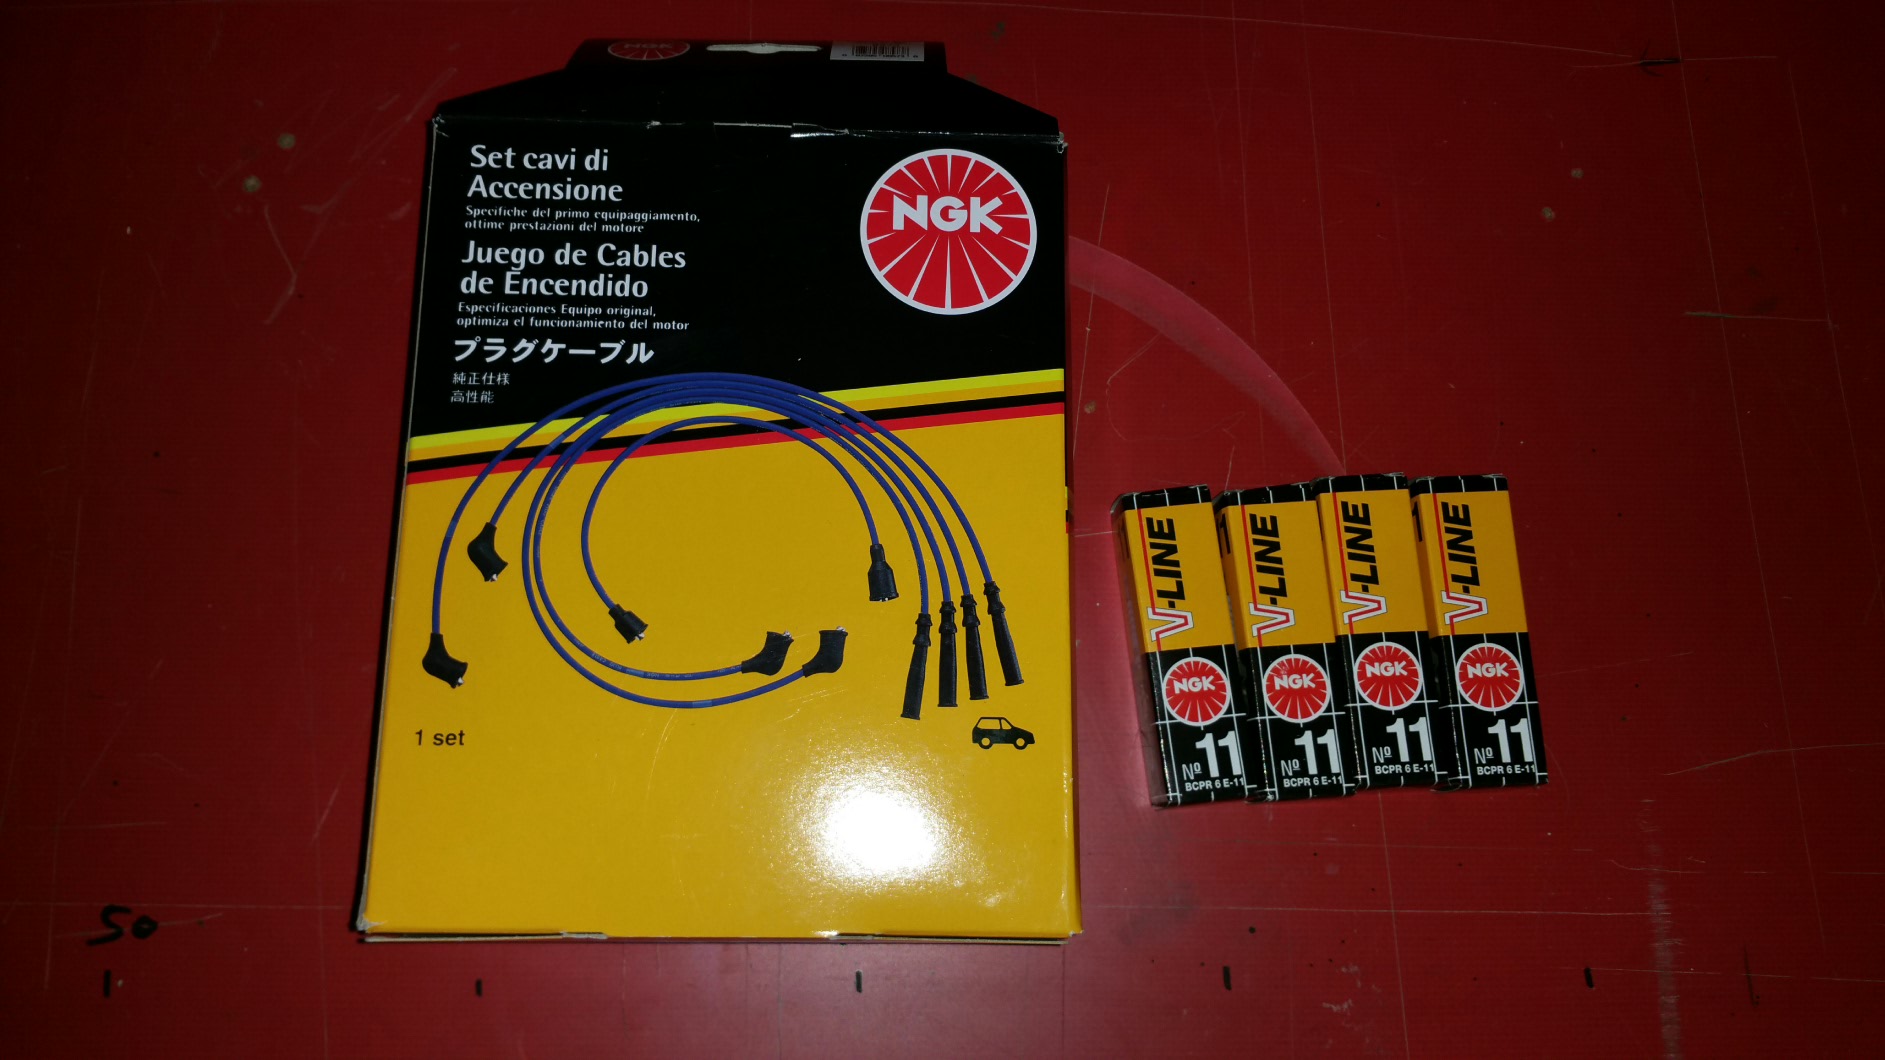 NGK
Set cavi di
Accensione
Specifiche del primo equipaggiamento,
ottime prestazioni del motore
Juego de Cables
de Encendido
Especificaciones Equipo original,
optimiza el funcionamiento del motor
プラグケーブル
純正仕様
高性能
NGK
1 set
V-LINE
NGK
Nº 11
BCPR 6 E-11
V-LINE
NGK
Nº 11
BCPR 6 E-11
V-LINE
NGK
Nº 11
BCPR 6 E-11
V-LINE
NGK
Nº 11
BCPR 6 E-11
50